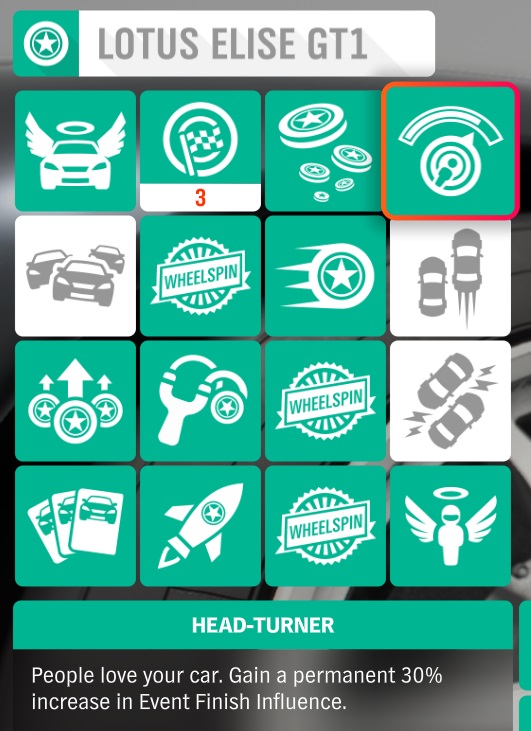 LOTUS ELISE GT1
3
WHEELSPIN
WHEELSPIN
WHEELSPIN
HEAD-TURNER
People love your car. Gain a permanent 30%
increase in Event Finish Influence.